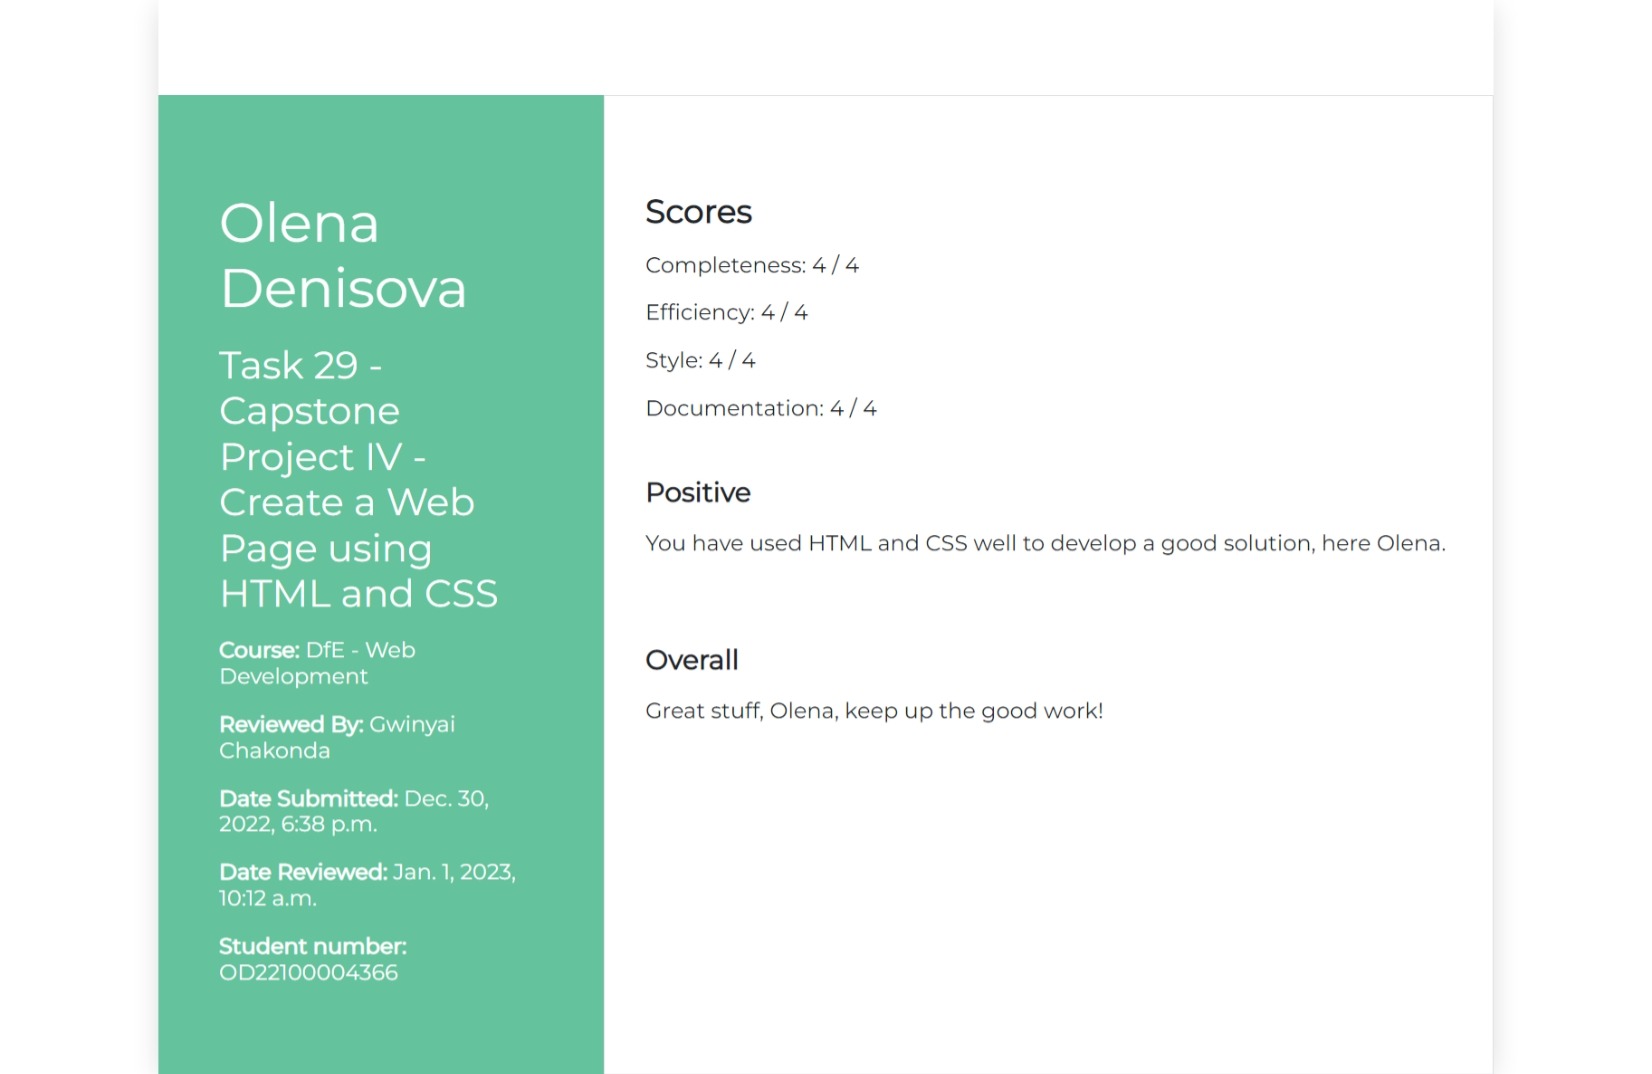 Olena
Denisova
Task 29 -
Capstone
Project IV -
Create a Web
Page using
HTML and CSS
Course: DfE - Web
Development
Reviewed By: Gwinyai
Chakonda
Date Submitted: Dec. 30,
2022, 6:38 p.m.
Date Reviewed: Jan. 1, 2023,
10:12 a.m.
Student number:
OD22100004366
Scores
Completeness: 4 / 4
Efficiency: 4 / 4
Style: 4 / 4
Documentation: 4 / 4
Positive
You have used HTML and CSS well to develop a good solution, here Olena.
Overall
Great stuff, Olena, keep up the good work!